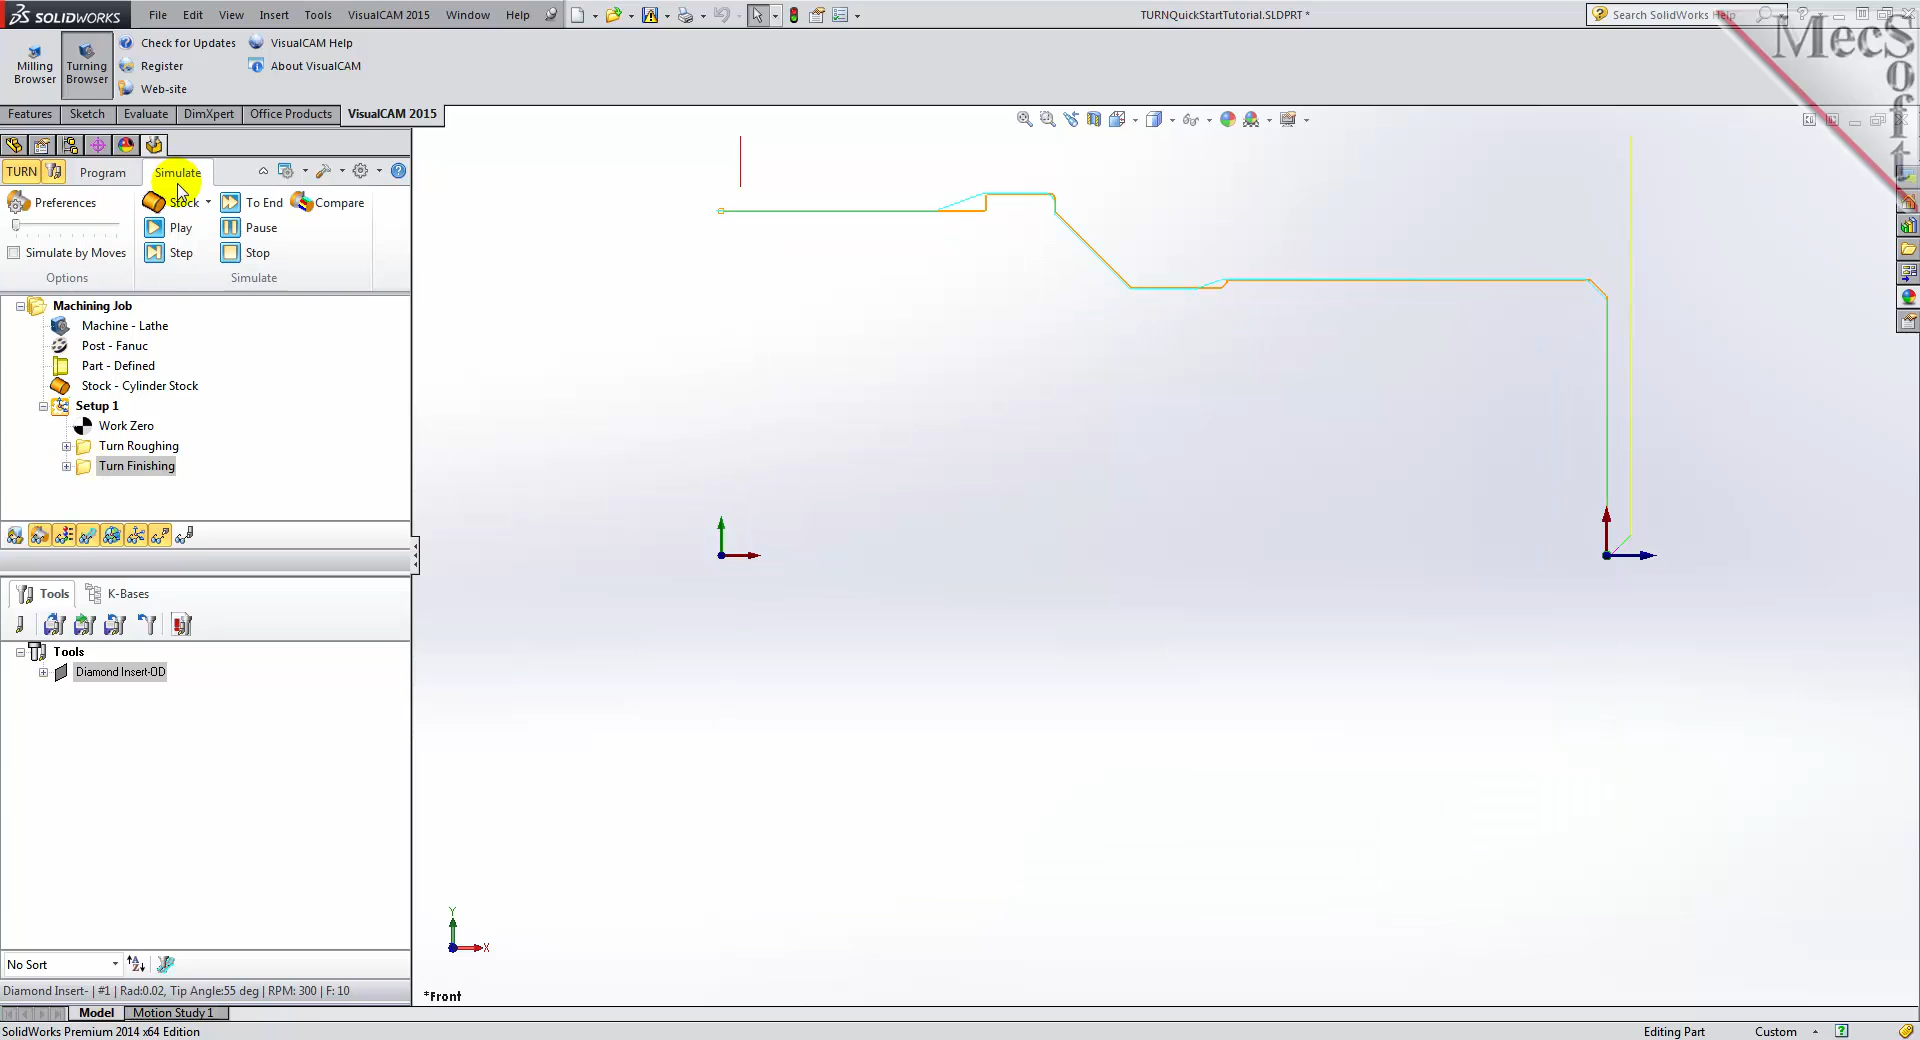 SOLIDWORKS File Edit View Insert Tools VisualCAM 2015 Window Help TURNQuickStartTutorial.SLDPRT * Search SolidWorks Help
MecSoft
Milling Browser
Turning Browser
Check for Updates
Register
Web-site
VisualCAM Help
About VisualCAM
Features Sketch Evaluate DimXpert Office Products VisualCAM 2015
TURN Program Simulate
Preferences
Simulate by Moves
Options
Stock To End Compare
Play Pause
Step Stop
Simulate
Machining Job
Machine - Lathe
Post - Fanuc
Part - Defined
Stock - Cylinder Stock
Setup 1
Work Zero
Turn Roughing
Turn Finishing
Tools K-Bases
Tools
Diamond Insert-OD
Y
X
No Sort
Diamond Insert- | #1 | Rad:0.02, Tip Angle:55 deg | RPM: 300 | F: 10
*Front
Model Motion Study 1
SolidWorks Premium 2014 x64 Edition Editing Part Custom